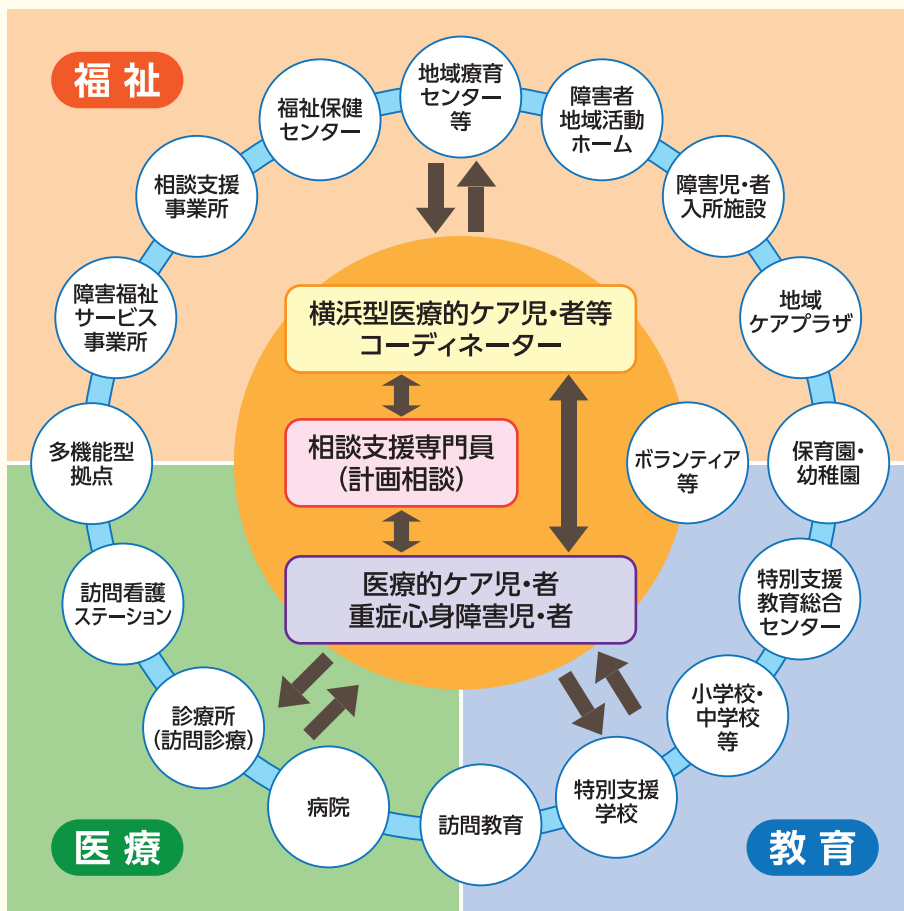 福祉
地域療育
センター
等
障害者
地域活動
ホーム
障害児・者
入所施設
地域
ケアプラザ
保育園・
幼稚園
特別支援
教育総合
センター
小学校・
中学校
等
特別支援
学校
訪問教育
病院
診療所
(訪問診療)
訪問看護
ステーション
多機能型
拠点
障害福祉
サービス
事業所
相談支援
事業所
福祉保健
センター
横浜型医療的ケア児・者等
コーディネーター
相談支援専門員
(計画相談)
医療的ケア児・者
重症心身障害児・者
ボランティア
等
医療
教育